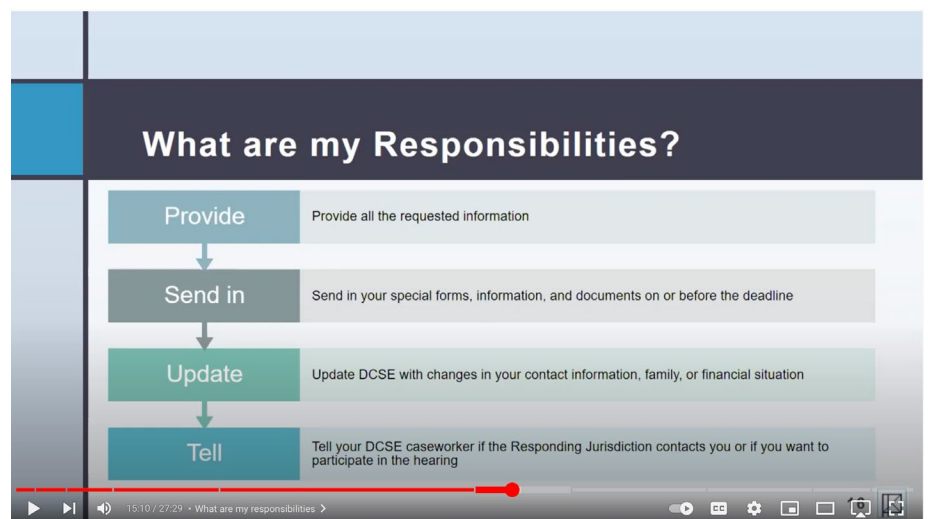 What are my Responsibilities?
Provide
Provide all the requested information
Send in
Send in your special forms, information, and documents on or before the deadline
Update
Update DCSE with changes in your contact information, family, or financial situation
Tell
Tell your DCSE caseworker if the Responding Jurisdiction contacts you or if you want to
participate in the hearing
16
15:10 / 27:29 • What are my responsibilities >
CC